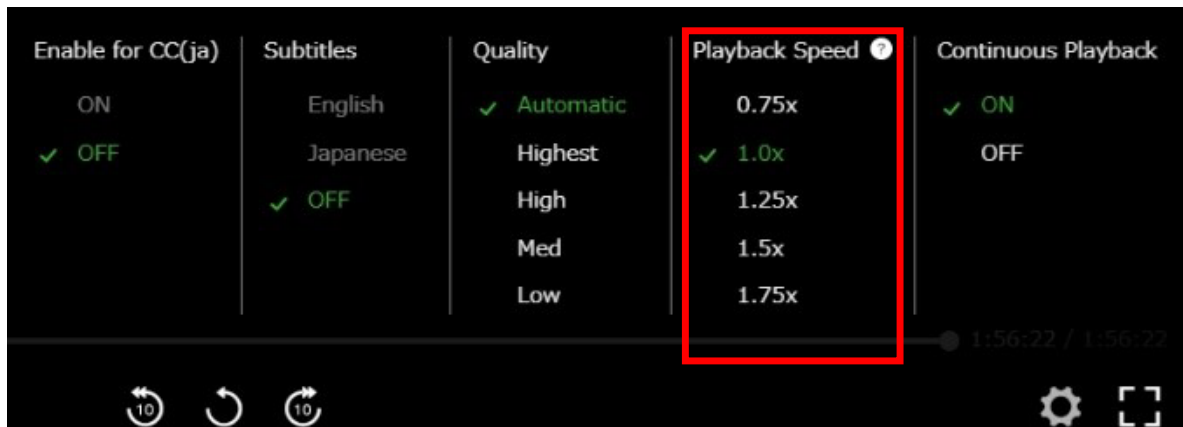 Enable for CC(ja)
ON
OFF
Subtitles
English
Japanese
OFF
Quality
Automatic
Highest
High
Med
Low
Playback Speed ?
0.75x
1.0x
1.25x
1.5x
1.75x
Continuous Playback
ON
OFF
1:56:22 / 1:56:22
10
10